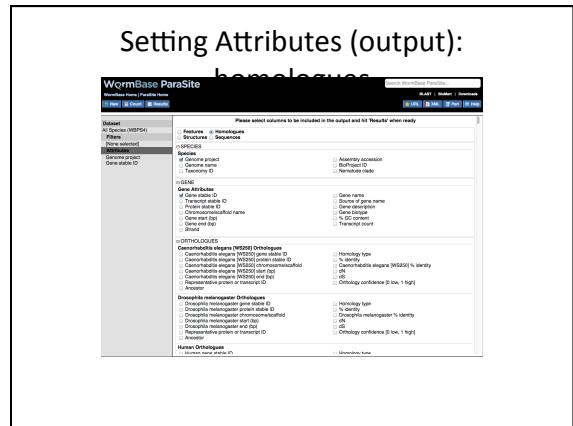 Setting Attributes (output):
homologues
WormBase ParaSite
Search WormBase ParaSite...
WormBase Home | ParaSite Home
BLAST | BioMart | Downloads
New Count Results
URL XML Perl Help
Please select columns to be included in the output and hit 'Results' when ready
Dataset
All Species (WBPS4)
Filters
[None selected]
Attributes
Genome project
Gene stable ID
Features Homologues
Structures Sequences
SPECIES
Species
Genome project Assembly accession
Genome name BioProject ID
Taxonomy ID Nematode clade
GENE
Gene Attributes
Gene stable ID Gene name
Transcript stable ID Source of gene name
Protein stable ID Gene description
Chromosome/scaffold name Gene biotype
Gene start (bp) % GC content
Gene end (bp) Transcript count
Strand
ORTHOLOGUES
Caenorhabditis elegans [WS250] Orthologues
Caenorhabditis elegans [WS250] gene stable ID Homology type
Caenorhabditis elegans [WS250] protein stable ID % identity
Caenorhabditis elegans [WS250] chromosome/scaffold Caenorhabditis elegans [WS250] % identity
Caenorhabditis elegans [WS250] start (bp) dN
Caenorhabditis elegans [WS250] end (bp) dS
Representative protein or transcript ID Orthology confidence [0 low, 1 high]
Ancestor
Drosophila melanogaster Orthologues
Drosophila melanogaster gene stable ID Homology type
Drosophila melanogaster protein stable ID % identity
Drosophila melanogaster chromosome/scaffold Drosophila melanogaster % identity
Drosophila melanogaster start (bp) dN
Drosophila melanogaster end (bp) dS
Representative protein or transcript ID Orthology confidence [0 low, 1 high]
Ancestor
Human Orthologues
Human gene stable ID Homology type